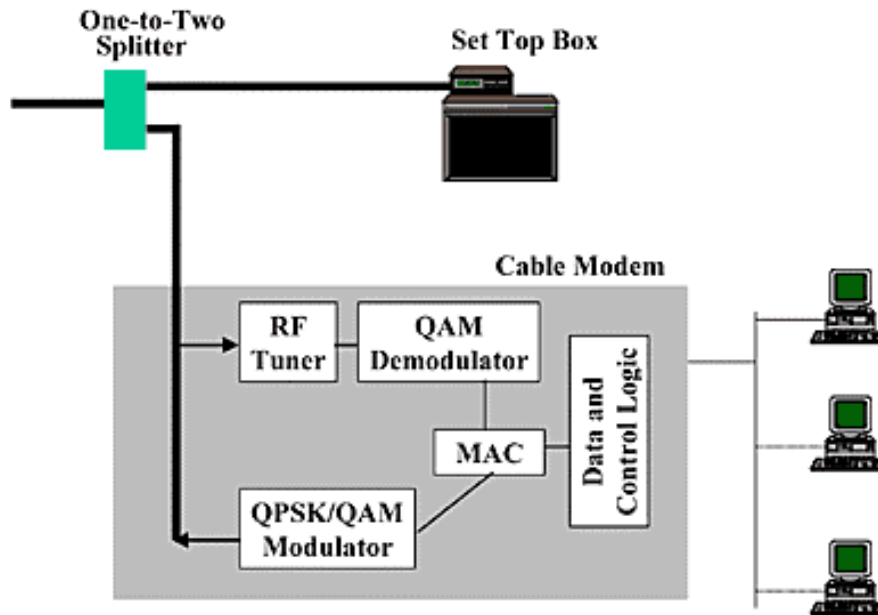 One-to-Two
Splitter
Set Top Box
Cable Modem
RF
Tuner
QAM
Demodulator
Data and
Control Logic
MAC
QPSK/QAM
Modulator